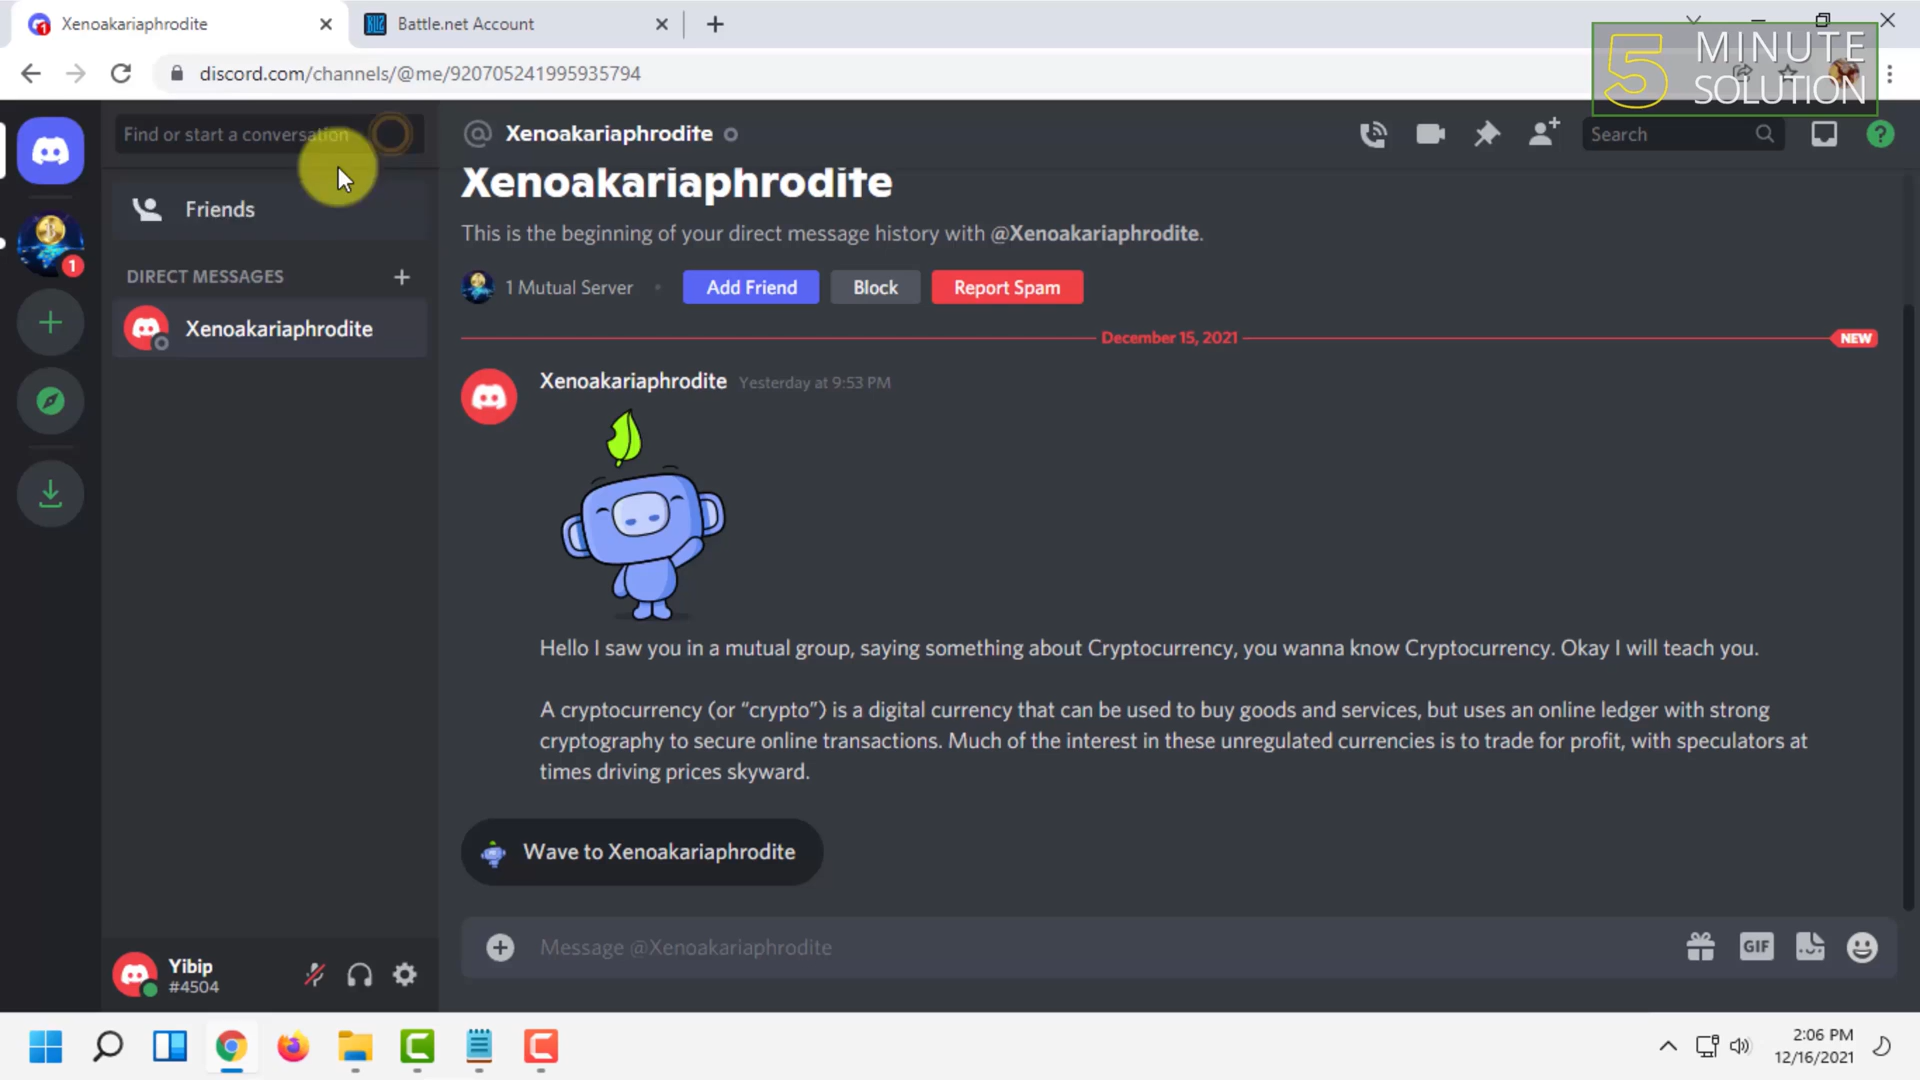 Xenoakariaphrodite
1
Battle.net Account
discord.com/channels/@me/920705241995935794
5 MINUTE
SOLUTION
Find or start a conversation
Xenoakariaphrodite
Search
Friends
Xenoakariaphrodite
This is the beginning of your direct message history with @Xenoakariaphrodite.
1
DIRECT MESSAGES
1 Mutual Server
Add Friend
Block
Report Spam
Xenoakariaphrodite
December 15, 2021
NEW
Xenoakariaphrodite Yesterday at 9:53 PM
Hello I saw you in a mutual group, saying something about Cryptocurrency, you wanna know Cryptocurrency. Okay I will teach you.
A cryptocurrency (or “crypto”) is a digital currency that can be used to buy goods and services, but uses an online ledger with strong
cryptography to secure online transactions. Much of the interest in these unregulated currencies is to trade for profit, with speculators at
times driving prices skyward.
Wave to Xenoakariaphrodite
Message @Xenoakariaphrodite
GIF
Yibip
#4504
2:06 PM
12/16/2021